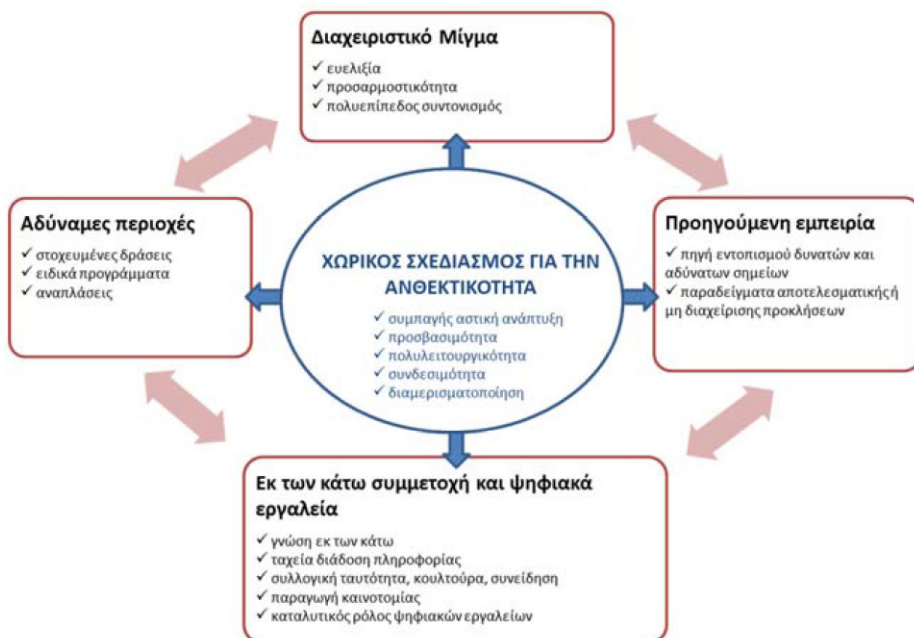 Διαχειριστικό Μίγμα
✓ ευελιξία
✓ προσαρμοστικότητα
✓ πολυεπίπεδος συντονισμός
Αδύναμες περιοχές
✓ στοχευμένες δράσεις
✓ ειδικά προγράμματα
✓ αναπλάσεις
ΧΩΡΙΚΟΣ ΣΧΕΔΙΑΣΜΟΣ ΓΙΑ ΤΗΝ
ΑΝΘΕΚΤΙΚΟΤΗΤΑ
✓ συμπαγής αστική ανάπτυξη
✓ προσβασιμότητα
✓ πολυλειτουργικότητα
✓ συνδεσιμότητα
✓ διαμερισματοποίηση
Προηγούμενη εμπειρία
✓ πηγή εντοπισμού δυνατών και
αδύνατων σημείων
✓ παραδείγματα αποτελεσματικής ή
μη διαχείρισης προκλήσεων
Εκ των κάτω συμμετοχή και ψηφιακά
εργαλεία
✓ γνώση εκ των κάτω
✓ ταχεία διάδοση πληροφορίας
✓ συλλογική ταυτότητα, κουλτούρα, συνείδηση
✓ παραγωγή καινοτομίας
✓ καταλυτικός ρόλος ψηφιακών εργαλείων